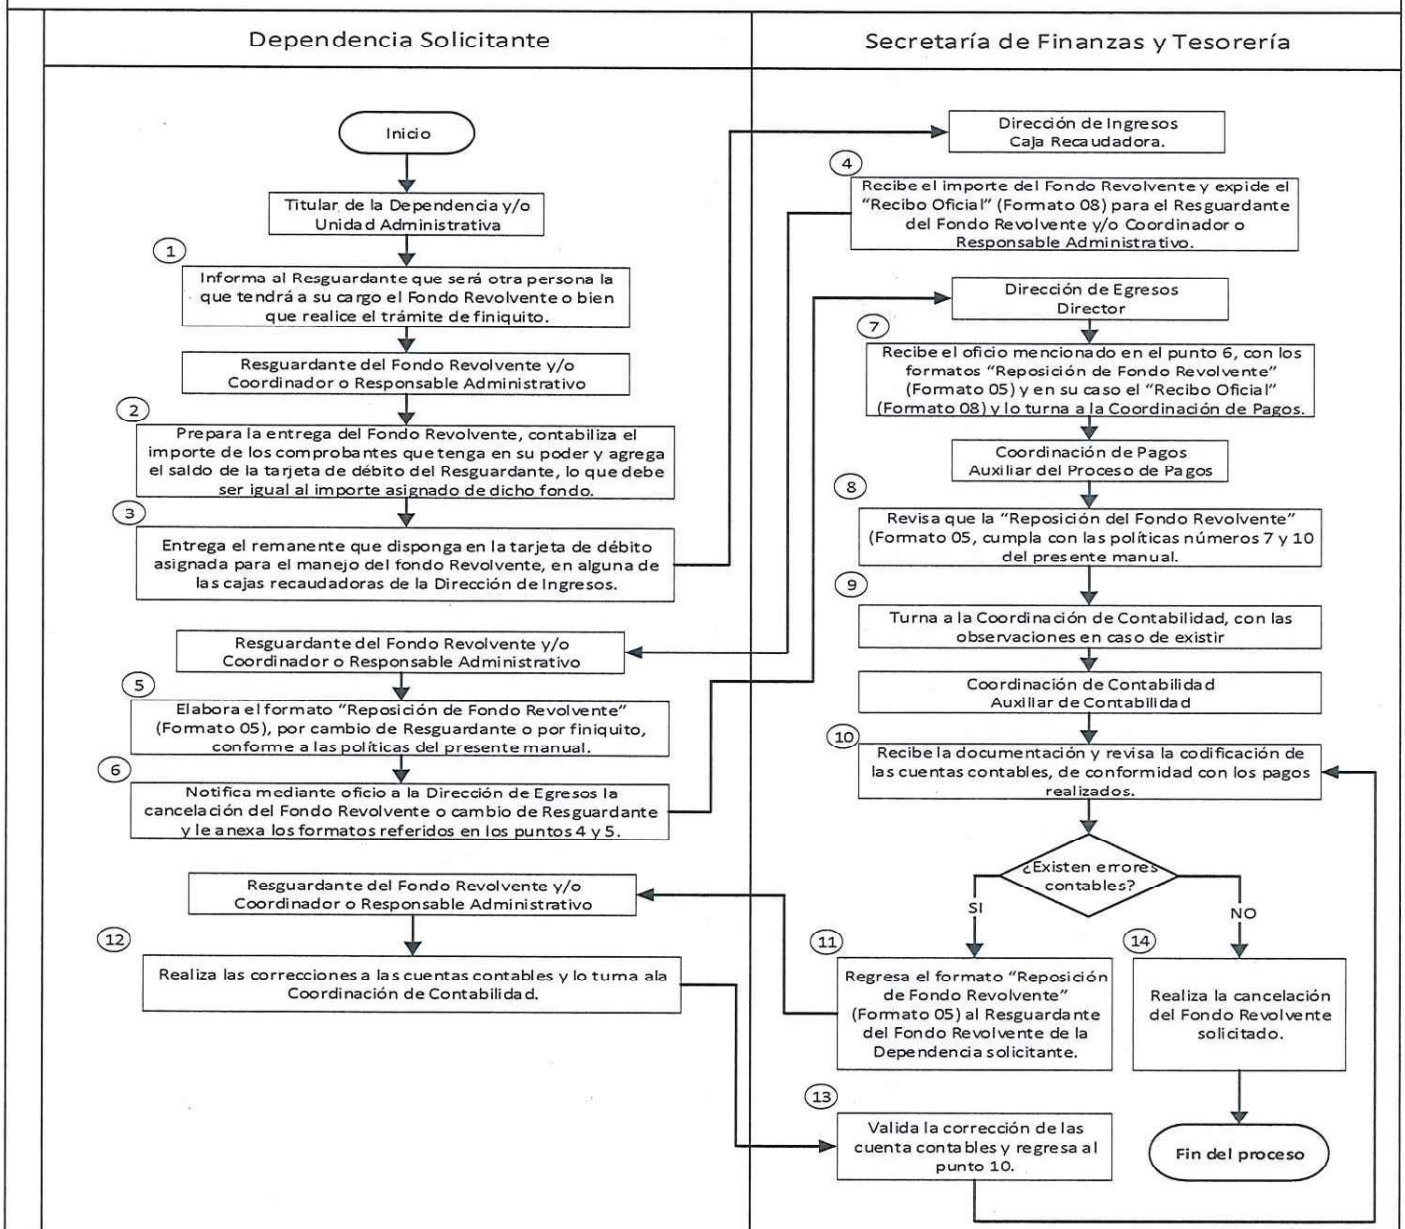 Dependencia Solicitante
Secretaría de Finanzas y Tesorería
Inicio
Titular de la Dependencia y/o
Unidad Administrativa
1
Informa al Resguardante que será otra persona la
que tendrá a su cargo el Fondo Revolvente o bien
que realice el trámite de finiquito.
Resguardante del Fondo Revolvente y/o
Coordinador o Responsable Administrativo
2
Prepara la entrega del Fondo Revolvente, contabiliza el
importe de los comprobantes que tenga en su poder y agrega
el saldo de la tarjeta de débito del Resguardante, lo que debe
ser igual al importe asignado de dicho fondo.
3
Entrega el remanente que disponga en la tarjeta de débito
asignada para el manejo del fondo Revolvente, en alguna de
las cajas recaudadoras de la Dirección de Ingresos.
Dirección de Ingresos
Caja Recaudadora.
4
Recibe el importe del Fondo Revolvente y expide el
“Recibo Oficial” (Formato 08) para el Resguardante
del Fondo Revolvente y/o Coordinador o
Responsable Administrativo.
Resguardante del Fondo Revolvente y/o
Coordinador o Responsable Administrativo
5
Elabora el formato “Reposición de Fondo Revolvente”
(Formato 05), por cambio de Resguardante o por finiquito,
conforme a las políticas del presente manual.
6
Notifica mediante oficio a la Dirección de Egresos la
cancelación del Fondo Revolvente o cambio de Resguardante
y le anexa los formatos referidos en los puntos 4 y 5.
Dirección de Egresos
Director
7
Recibe el oficio mencionado en el punto 6, con los
formatos “Reposición de Fondo Revolvente”
(Formato 05) y en su caso el “Recibo Oficial”
(Formato 08) y lo turna a la Coordinación de Pagos.
Coordinación de Pagos
Auxiliar del Proceso de Pagos
8
Revisa que la “Reposición del Fondo Revolvente”
(Formato 05, cumpla con las políticas números 7 y 10
del presente manual.
9
Turna a la Coordinación de Contabilidad, con las
observaciones en caso de existir
Coordinación de Contabilidad
Auxiliar de Contabilidad
10
Recibe la documentación y revisa la codificación de
las cuentas contables, de conformidad con los pagos
realizados.
¿Existen errores
contables?
SI
NO
11
Regresa el formato “Reposición
de Fondo Revolvente”
(Formato 05) al Resguardante
del Fondo Revolvente de la
Dependencia solicitante.
Resguardante del Fondo Revolvente y/o
Coordinador o Responsable Administrativo
12
Realiza las correcciones a las cuentas contables y lo turna ala
Coordinación de Contabilidad.
13
Valida la corrección de las
cuenta contables y regresa al
punto 10.
14
Realiza la cancelación
del Fondo Revolvente
solicitado.
Fin del proceso